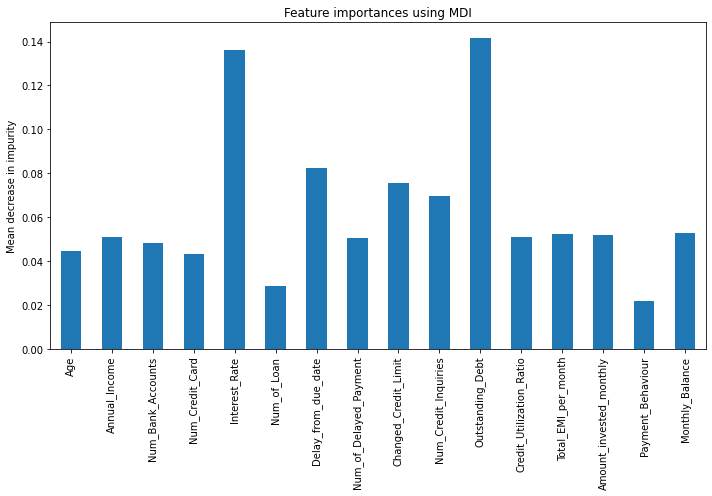 Feature importances using MDI
Mean decrease in impurity
0.14
0.12
0.10
0.08
0.06
0.04
0.02
0.00
Age
Annual_Income
Num_Bank_Accounts
Num_Credit_Card
Interest_Rate
Num_of_Loan
Delay_from_due_date
Num_of_Delayed_Payment
Changed_Credit_Limit
Num_Credit_Inquiries
Outstanding_Debt
Credit_Utilization_Ratio
Total_EMI_per_month
Amount_invested_monthly
Payment_Behaviour
Monthly_Balance